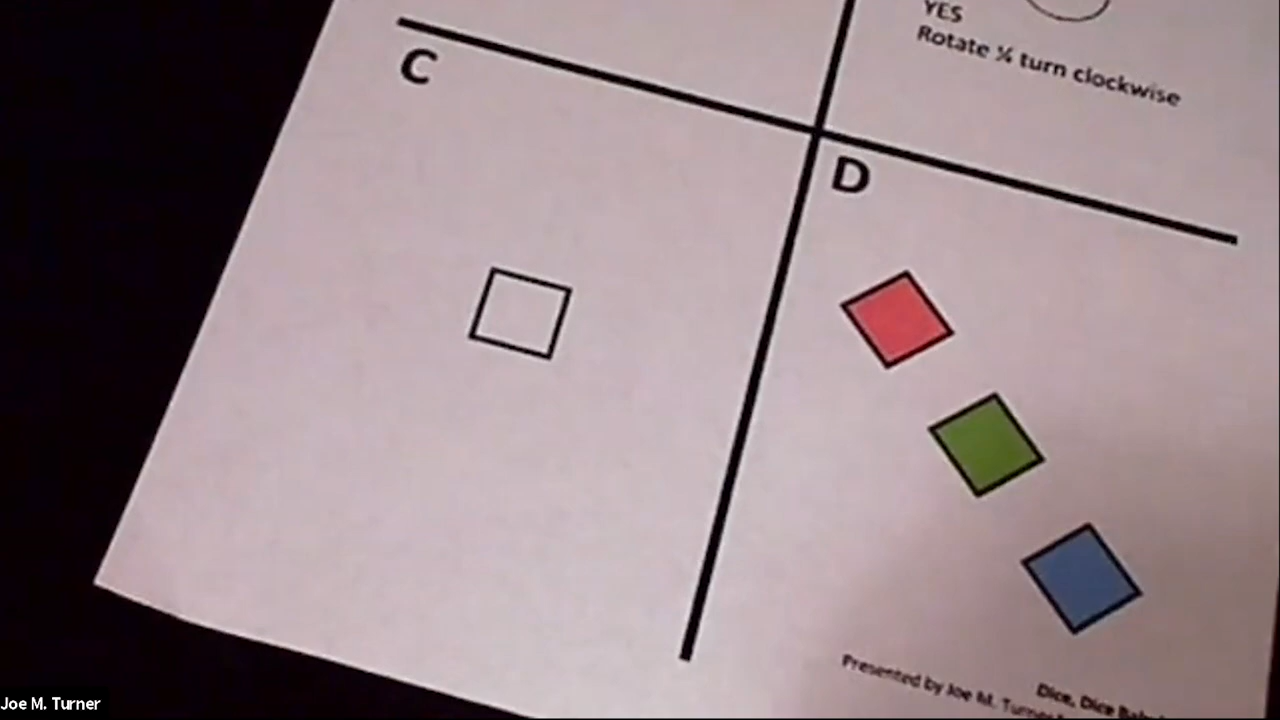 YES
Rotate ¼ turn clockwise
C
D
Presented by Joe M. Turner
Dice, Dice
Joe M. Turner